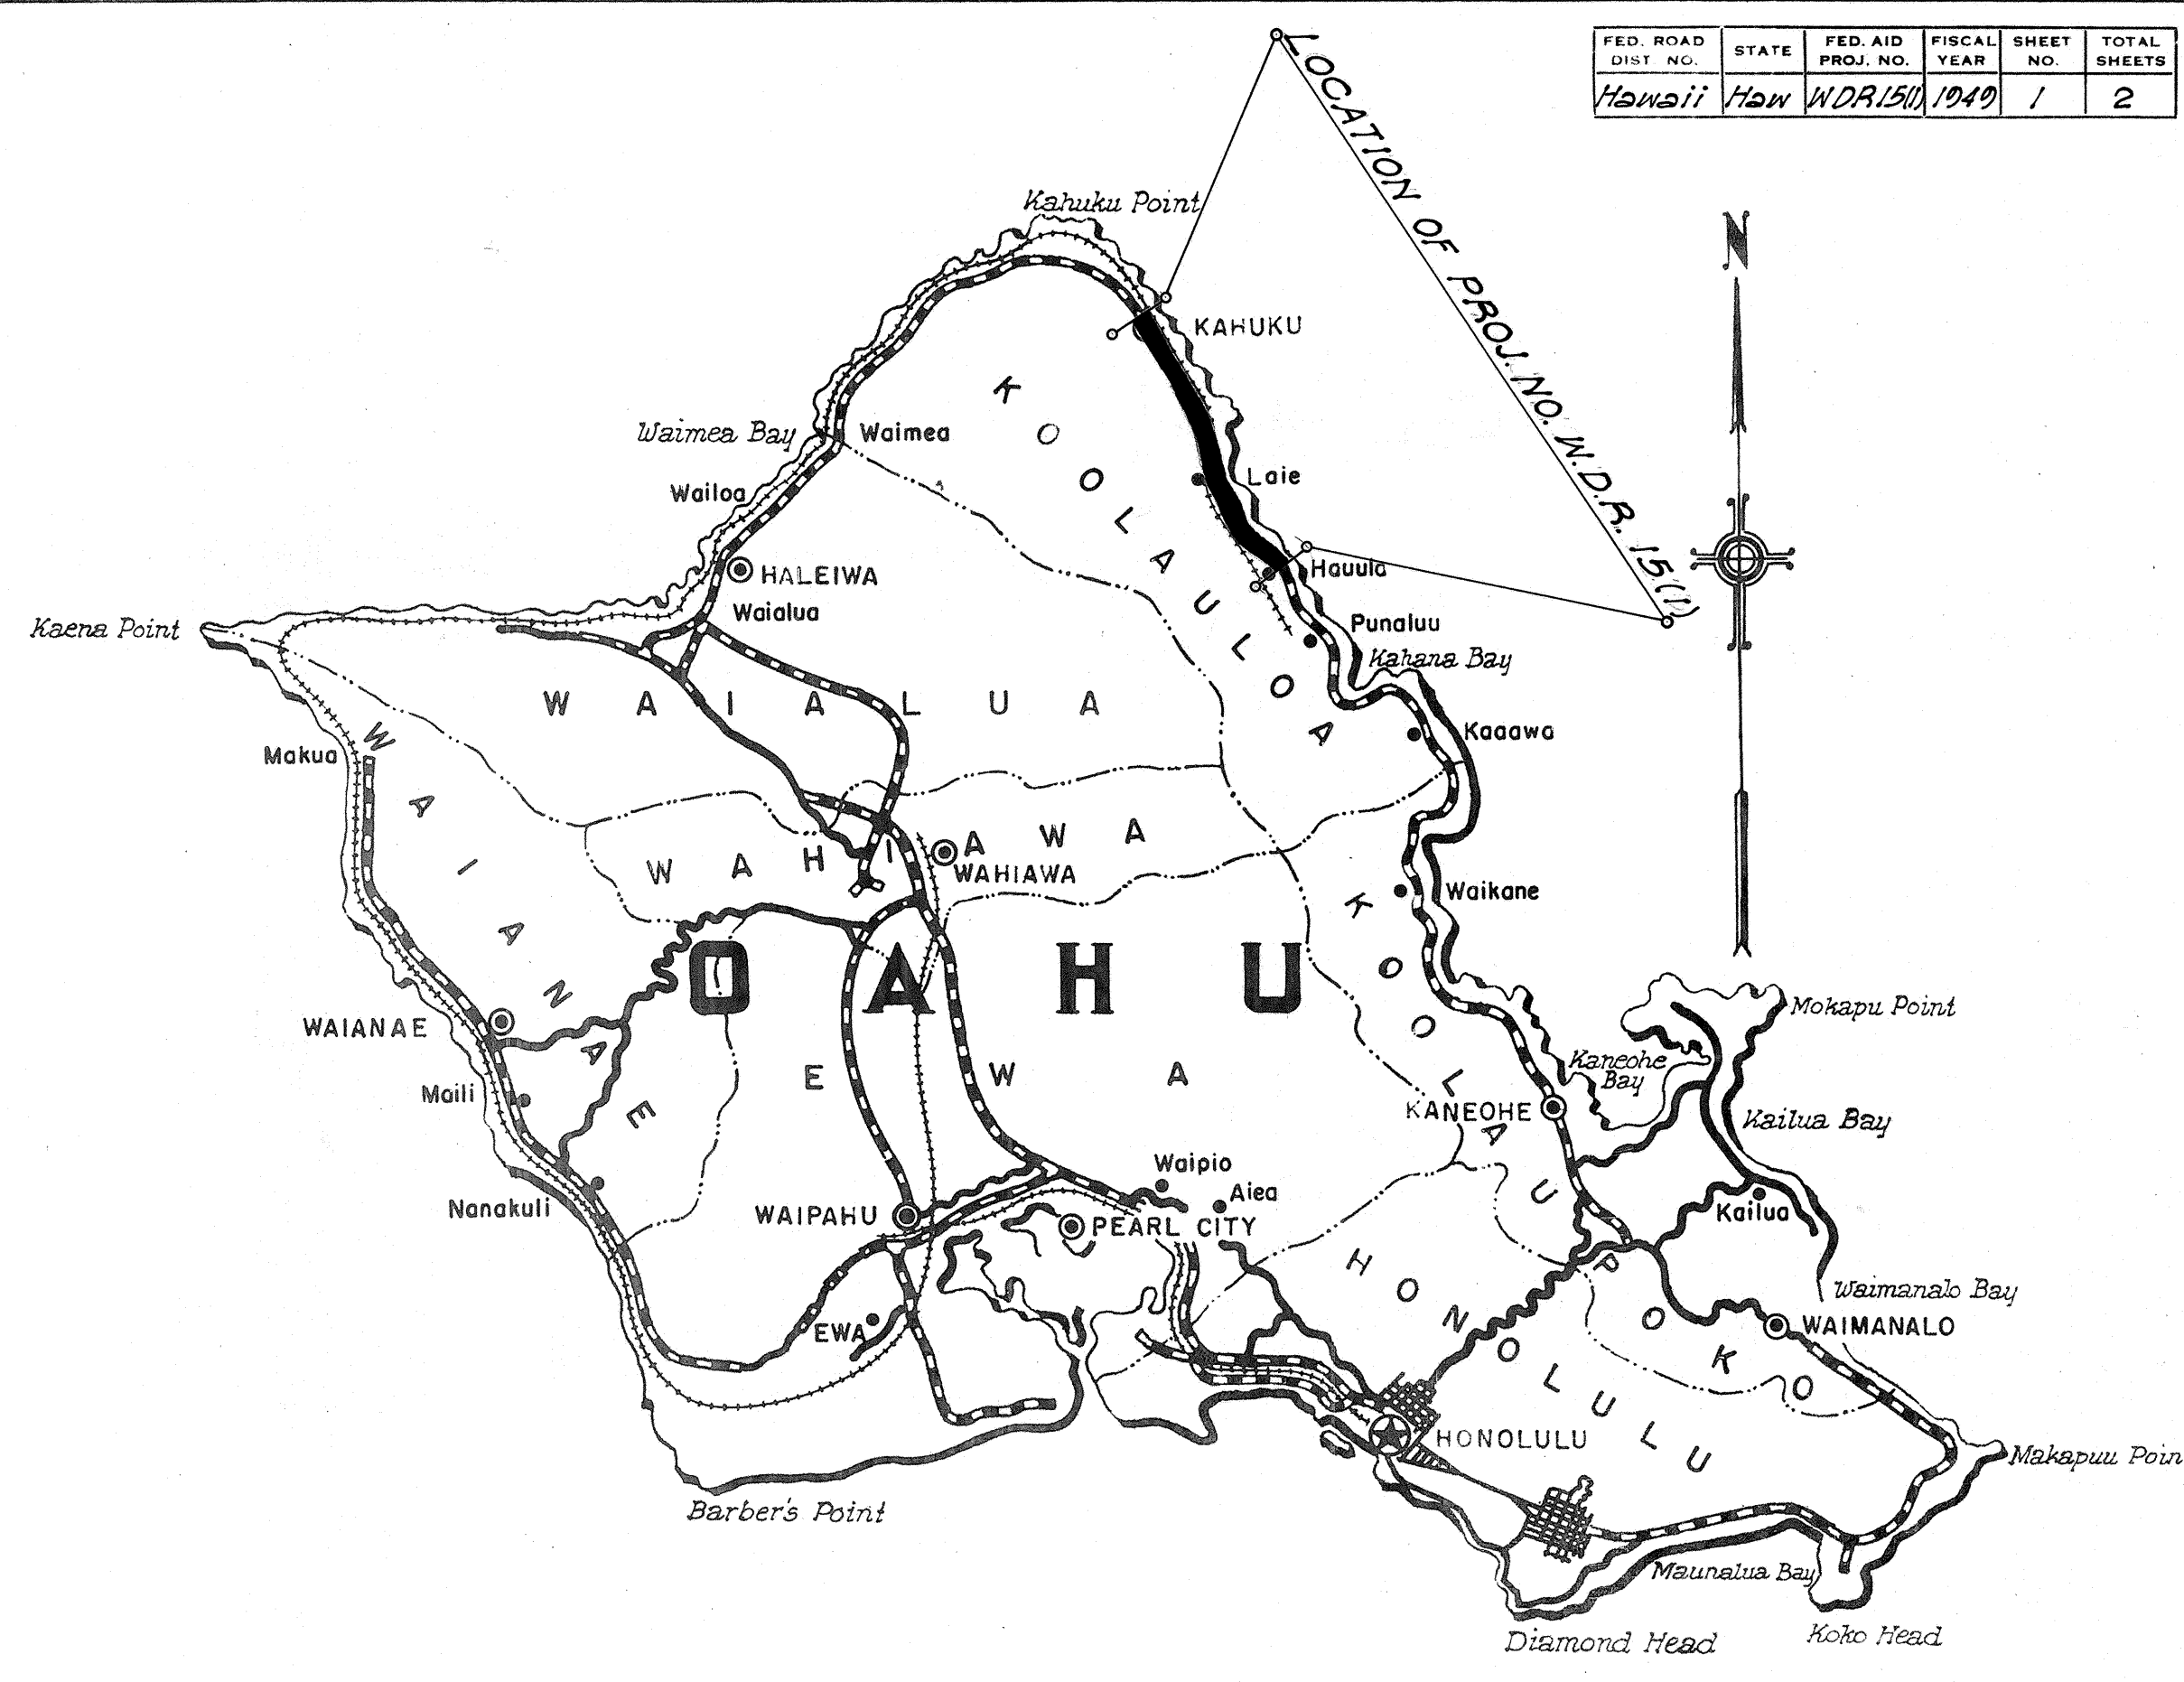 FED. ROAD DIST. NO. STATE FED. AID PROJ. NO. FISCAL YEAR SHEET NO. TOTAL SHEETS
Hawaii Haw WDR15(1) 1949 1 2
LOCATION OF PROJ. NO. W.D.R. 15(1)
N
Kahuku Point
KAHUKU
Waimea Bay
Waimea
Wailoa
Laie
HALEIWA
Hauula
Waialua
Kaena Point
Punaluu
Kahana Bay
KOOLAULOA
WAIALUA
Kaaawa
Makua
WAHIAWA
WAHIAWA
Waikane
WAIANAE
OAHU
Mokapu Point
WAIANAE
Kaneohe
Bay
EWA
Maili
KANEOHE
Kailua Bay
KOOLAUPOKO
Waipio
Aiea
Nanakuli
WAIPAHU
PEARL CITY
Kailua
Waimanalo Bay
EWA
WAIMANALO
HONOLULU
HONOLULU
Makapuu Poin
Barber's Point
Maunalua Bay
Diamond Head
Koko Head